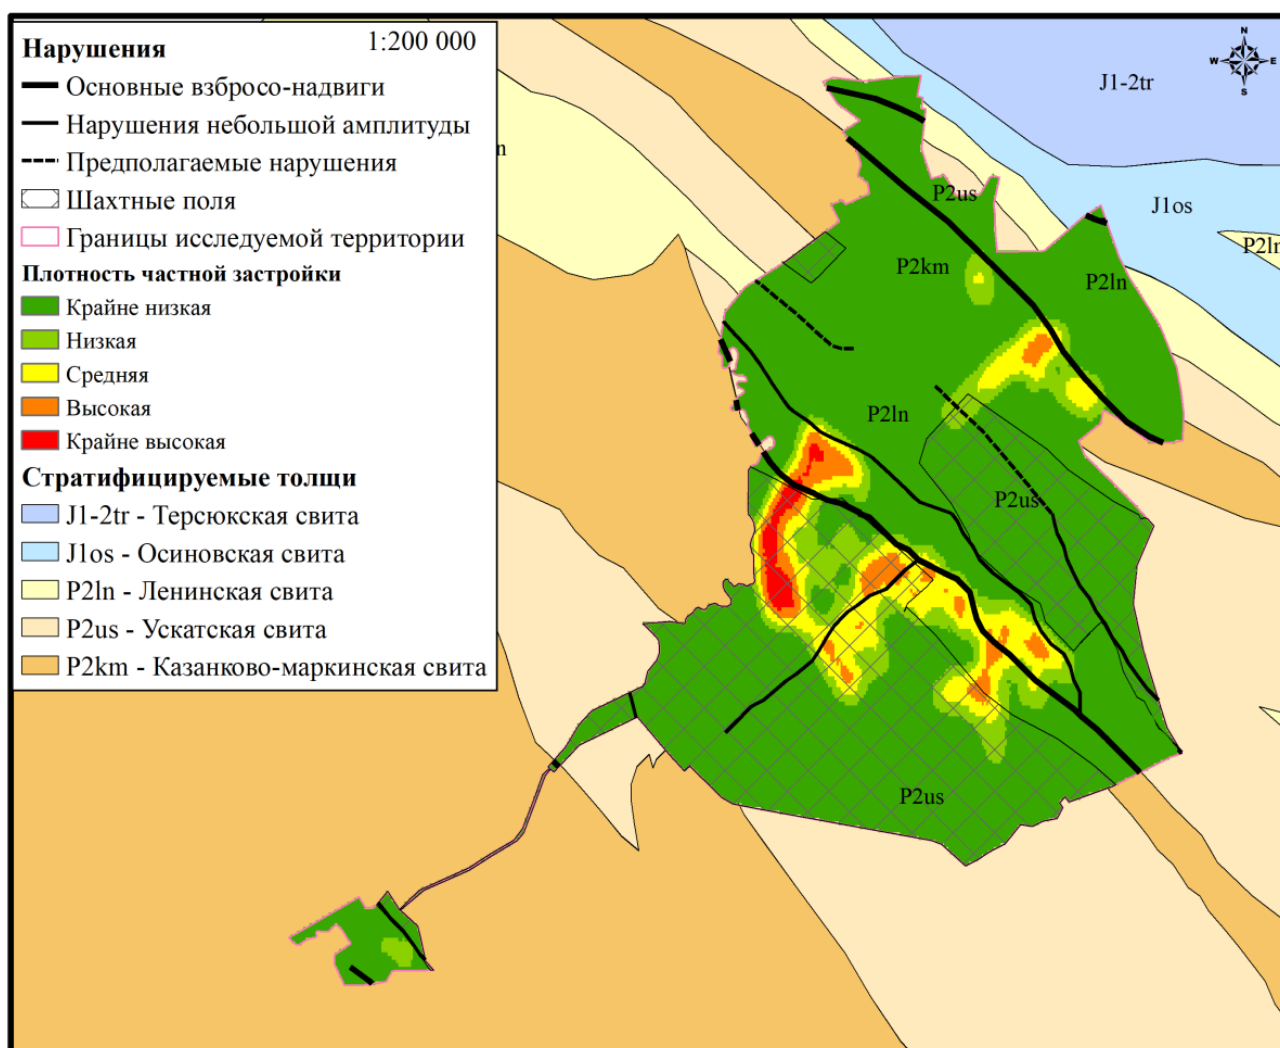 Нарушения 1:200 000
Основные взбросо-надвиги
Нарушения небольшой амплитуды
Предполагаемые нарушения
Шахтные поля
Границы исследуемой территории
Плотность частной застройки
Крайне низкая
Низкая
Средняя
Высокая
Крайне высокая
Стратифицируемые толщи
J1-2tr - Терсюкская свита
J1os - Осиновская свита
P2ln - Ленинская свита
P2us - Ускатская свита
P2km - Казанково-маркинская свита
n
N
W E
S
J1-2tr
P2us
J1os
P2ln
P2km
P2ln
P2ln
P2us
P2us